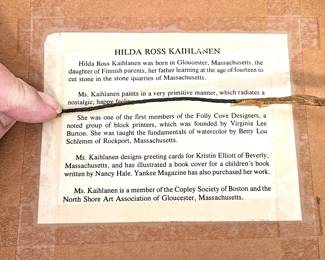 HILDA ROSS KAIHLANEN
Hilda Ross Kaihlanen was born in Gloucester, Massachusetts, the
daughter of Finnish parents, her father learning at the age of fourteen to
cut stone in the stone quarries of Massachusetts.
Ms. Kaihlanen paints in a very primitive manner, which radiates a
nostalgic, happy feeling
She was one of the first members of the Folly Cove Designers, a
noted group of block printers, which was founded by Virginia Lee
Burton. She was taught the fundamentals of watercolor by Betty Lou
Schlemm of Rockport, Massachusetts.
Ms. Kaihlanen designs greeting cards for Kristin Elliott of Beverly,
Massachusetts, and has illustrated a book cover for a children's book
written by Nancy Hale. Yankee Magazine has also purchased her work.
Ms. Kaihlanen is a member of the Copley Society of Boston and the
North Shore Art Association of Gloucester, Massachusetts.